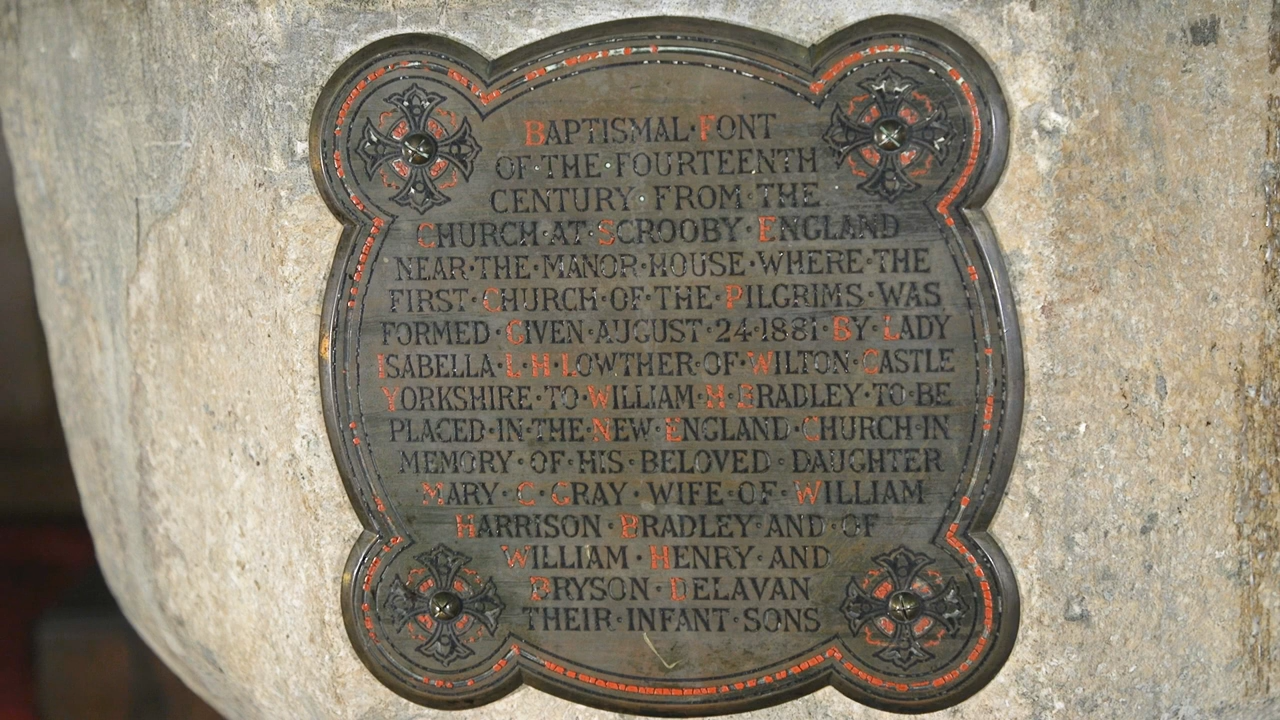 BAPTISMAL·FONT
OF·THE·FOURTEENTH
CENTURY·FROM·THE
CHURCH·AT·SCROOBY·ENGLAND
NEAR·THE·MANOR·HOUSE·WHERE·THE
FIRST·CHURCH·OF·THE·PILGRIMS·WAS
FORMED·GIVEN·AUGUST·24·1881·BY·LADY
ISABELLA·L·H·LOWTHER·OF·WILTON·CASTLE
YORKSHIRE·TO·WILLIAM·H·BRADLEY·TO·BE
PLACED·IN·THE·NEW·ENGLAND·CHURCH·IN
MEMORY·OF·HIS·BELOVED·DAUGHTER
MARY·C·GRAY·WIFE·OF·WILLIAM
HARRISON·BRADLEY·AND·OF
WILLIAM·HENRY·AND
BRYSON·DELAVAN
THEIR·INFANT·SONS